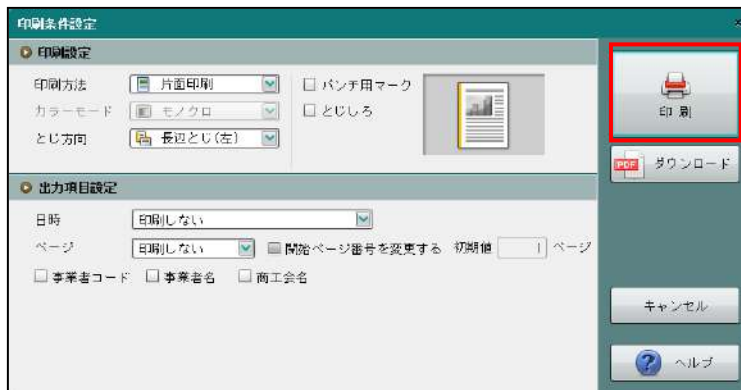 印刷条件設定
印刷設定
印刷方法 片面印刷 パンチ用マーク
カラーモード モノクロ とじしろ
とじ方向 長辺とじ(左)
出力項目設定
日時 印刷しない
ページ 印刷しない 開始ページ番号を変更する 初期値 1 ページ
事業者コード 事業者名 商工会名
印 刷
PDF ダウンロード
キャンセル
? ヘルプ